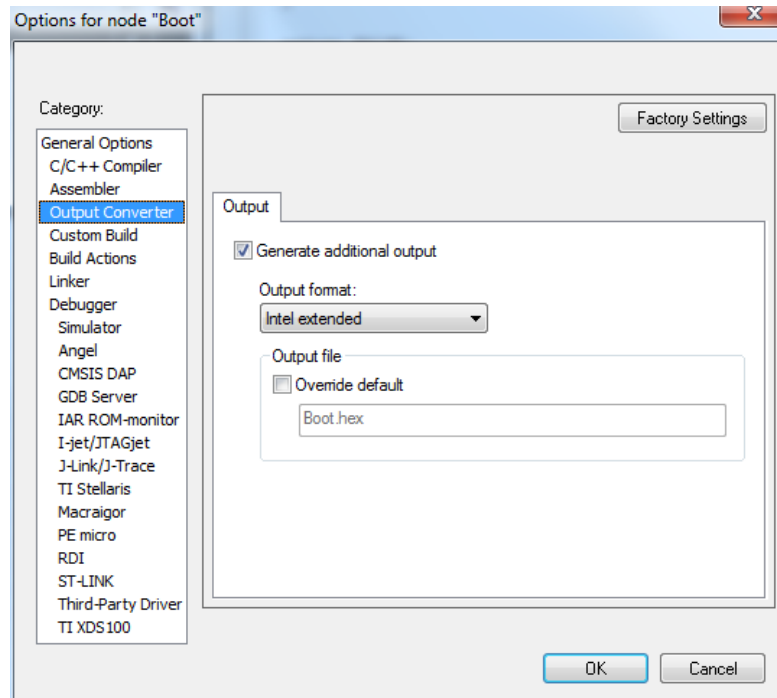 Options for node "Boot"
Category:
Factory Settings
General Options
C/C++ Compiler
Assembler
Output Converter
Custom Build
Build Actions
Linker
Debugger
Simulator
Angel
CMSIS DAP
GDB Server
IAR ROM-monitor
I-jet/JTAGjet
J-Link/J-Trace
TI Stellaris
Macraigor
PE micro
RDI
ST-LINK
Third-Party Driver
TI XDS100
Output
Generate additional output
Output format:
Intel extended
Output file
Override default
Boot.hex
OK
Cancel